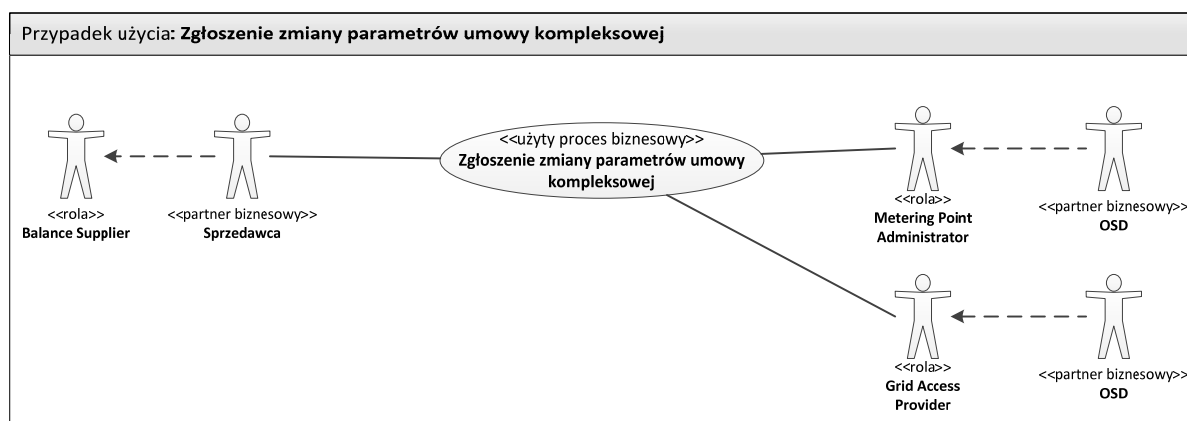 Przypadek użycia: Zgłoszenie zmiany parametrów umowy kompleksowej
<<użyty proces biznesowy>>
Zgłoszenie zmiany parametrów umowy
kompleksowej
<<rola>>
Balance Supplier
<<partner biznesowy>>
Sprzedawca
<<rola>>
Metering Point
Administrator
<<partner biznesowy>>
OSD
<<rola>>
Grid Access
Provider
<<partner biznesowy>>
OSD